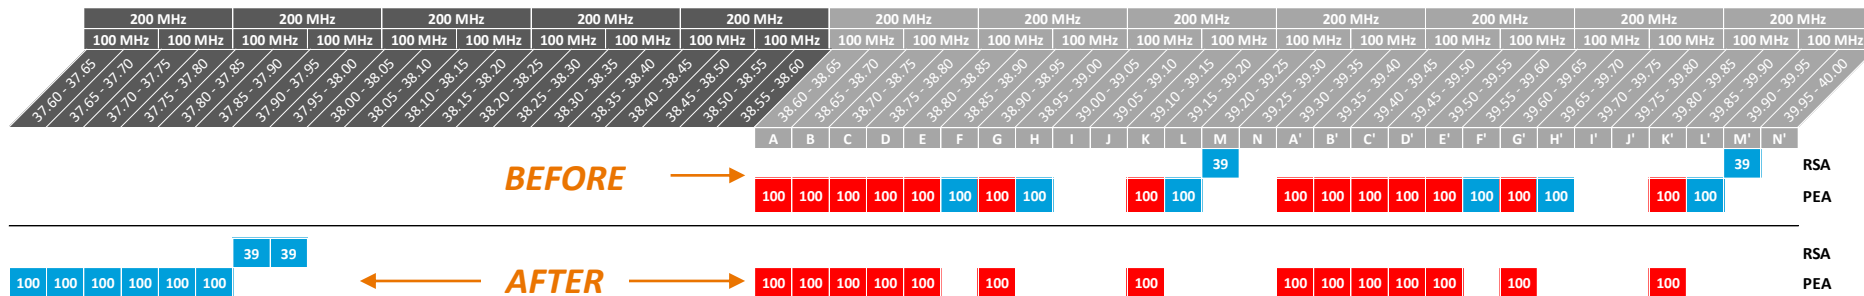 200 MHz 200 MHz 200 MHz 200 MHz 200 MHz 200 MHz 200 MHz 200 MHz 200 MHz 200 MHz 200 MHz 200 MHz
100 MHz 100 MHz 100 MHz 100 MHz 100 MHz 100 MHz 100 MHz 100 MHz 100 MHz 100 MHz 100 MHz 100 MHz 100 MHz 100 MHz 100 MHz 100 MHz 100 MHz 100 MHz 100 MHz 100 MHz 100 MHz 100 MHz 100 MHz 100 MHz
37.60 - 37.65 37.65 - 37.70 37.70 - 37.75 37.75 - 37.80 37.80 - 37.85 37.85 - 37.90 37.90 - 37.95 37.95 - 38.00 38.00 - 38.05 38.05 - 38.10 38.10 - 38.15 38.15 - 38.20 38.20 - 38.25 38.25 - 38.30 38.30 - 38.35 38.35 - 38.40 38.40 - 38.45 38.45 - 38.50 38.50 - 38.55 38.55 - 38.60 38.60 - 38.65 38.65 - 38.70 38.70 - 38.75 38.75 - 38.80 38.80 - 38.85 38.85 - 38.90 38.90 - 38.95 38.95 - 39.00 39.00 - 39.05 39.05 - 39.10 39.10 - 39.15 39.15 - 39.20 39.20 - 39.25 39.25 - 39.30 39.30 - 39.35 39.35 - 39.40 39.40 - 39.45 39.45 - 39.50 39.50 - 39.55 39.55 - 39.60 39.60 - 39.65 39.65 - 39.70 39.70 - 39.75 39.75 - 39.80 39.80 - 39.85 39.85 - 39.90 39.90 - 39.95 39.95 - 40.00
A B C D E F G H I J K L M N A' B' C' D' E' F' G' H' I' J' K' L' M' N'
39 39 RSA
BEFORE
100 100 100 100 100 100 100 100 100 100 100 100 100 100 100 100 100 100 100 100 PEA
39 39 RSA
100 100 100 100 100 100 AFTER 100 100 100 100 100 100 100 100 100 100 100 100 100 100 PEA